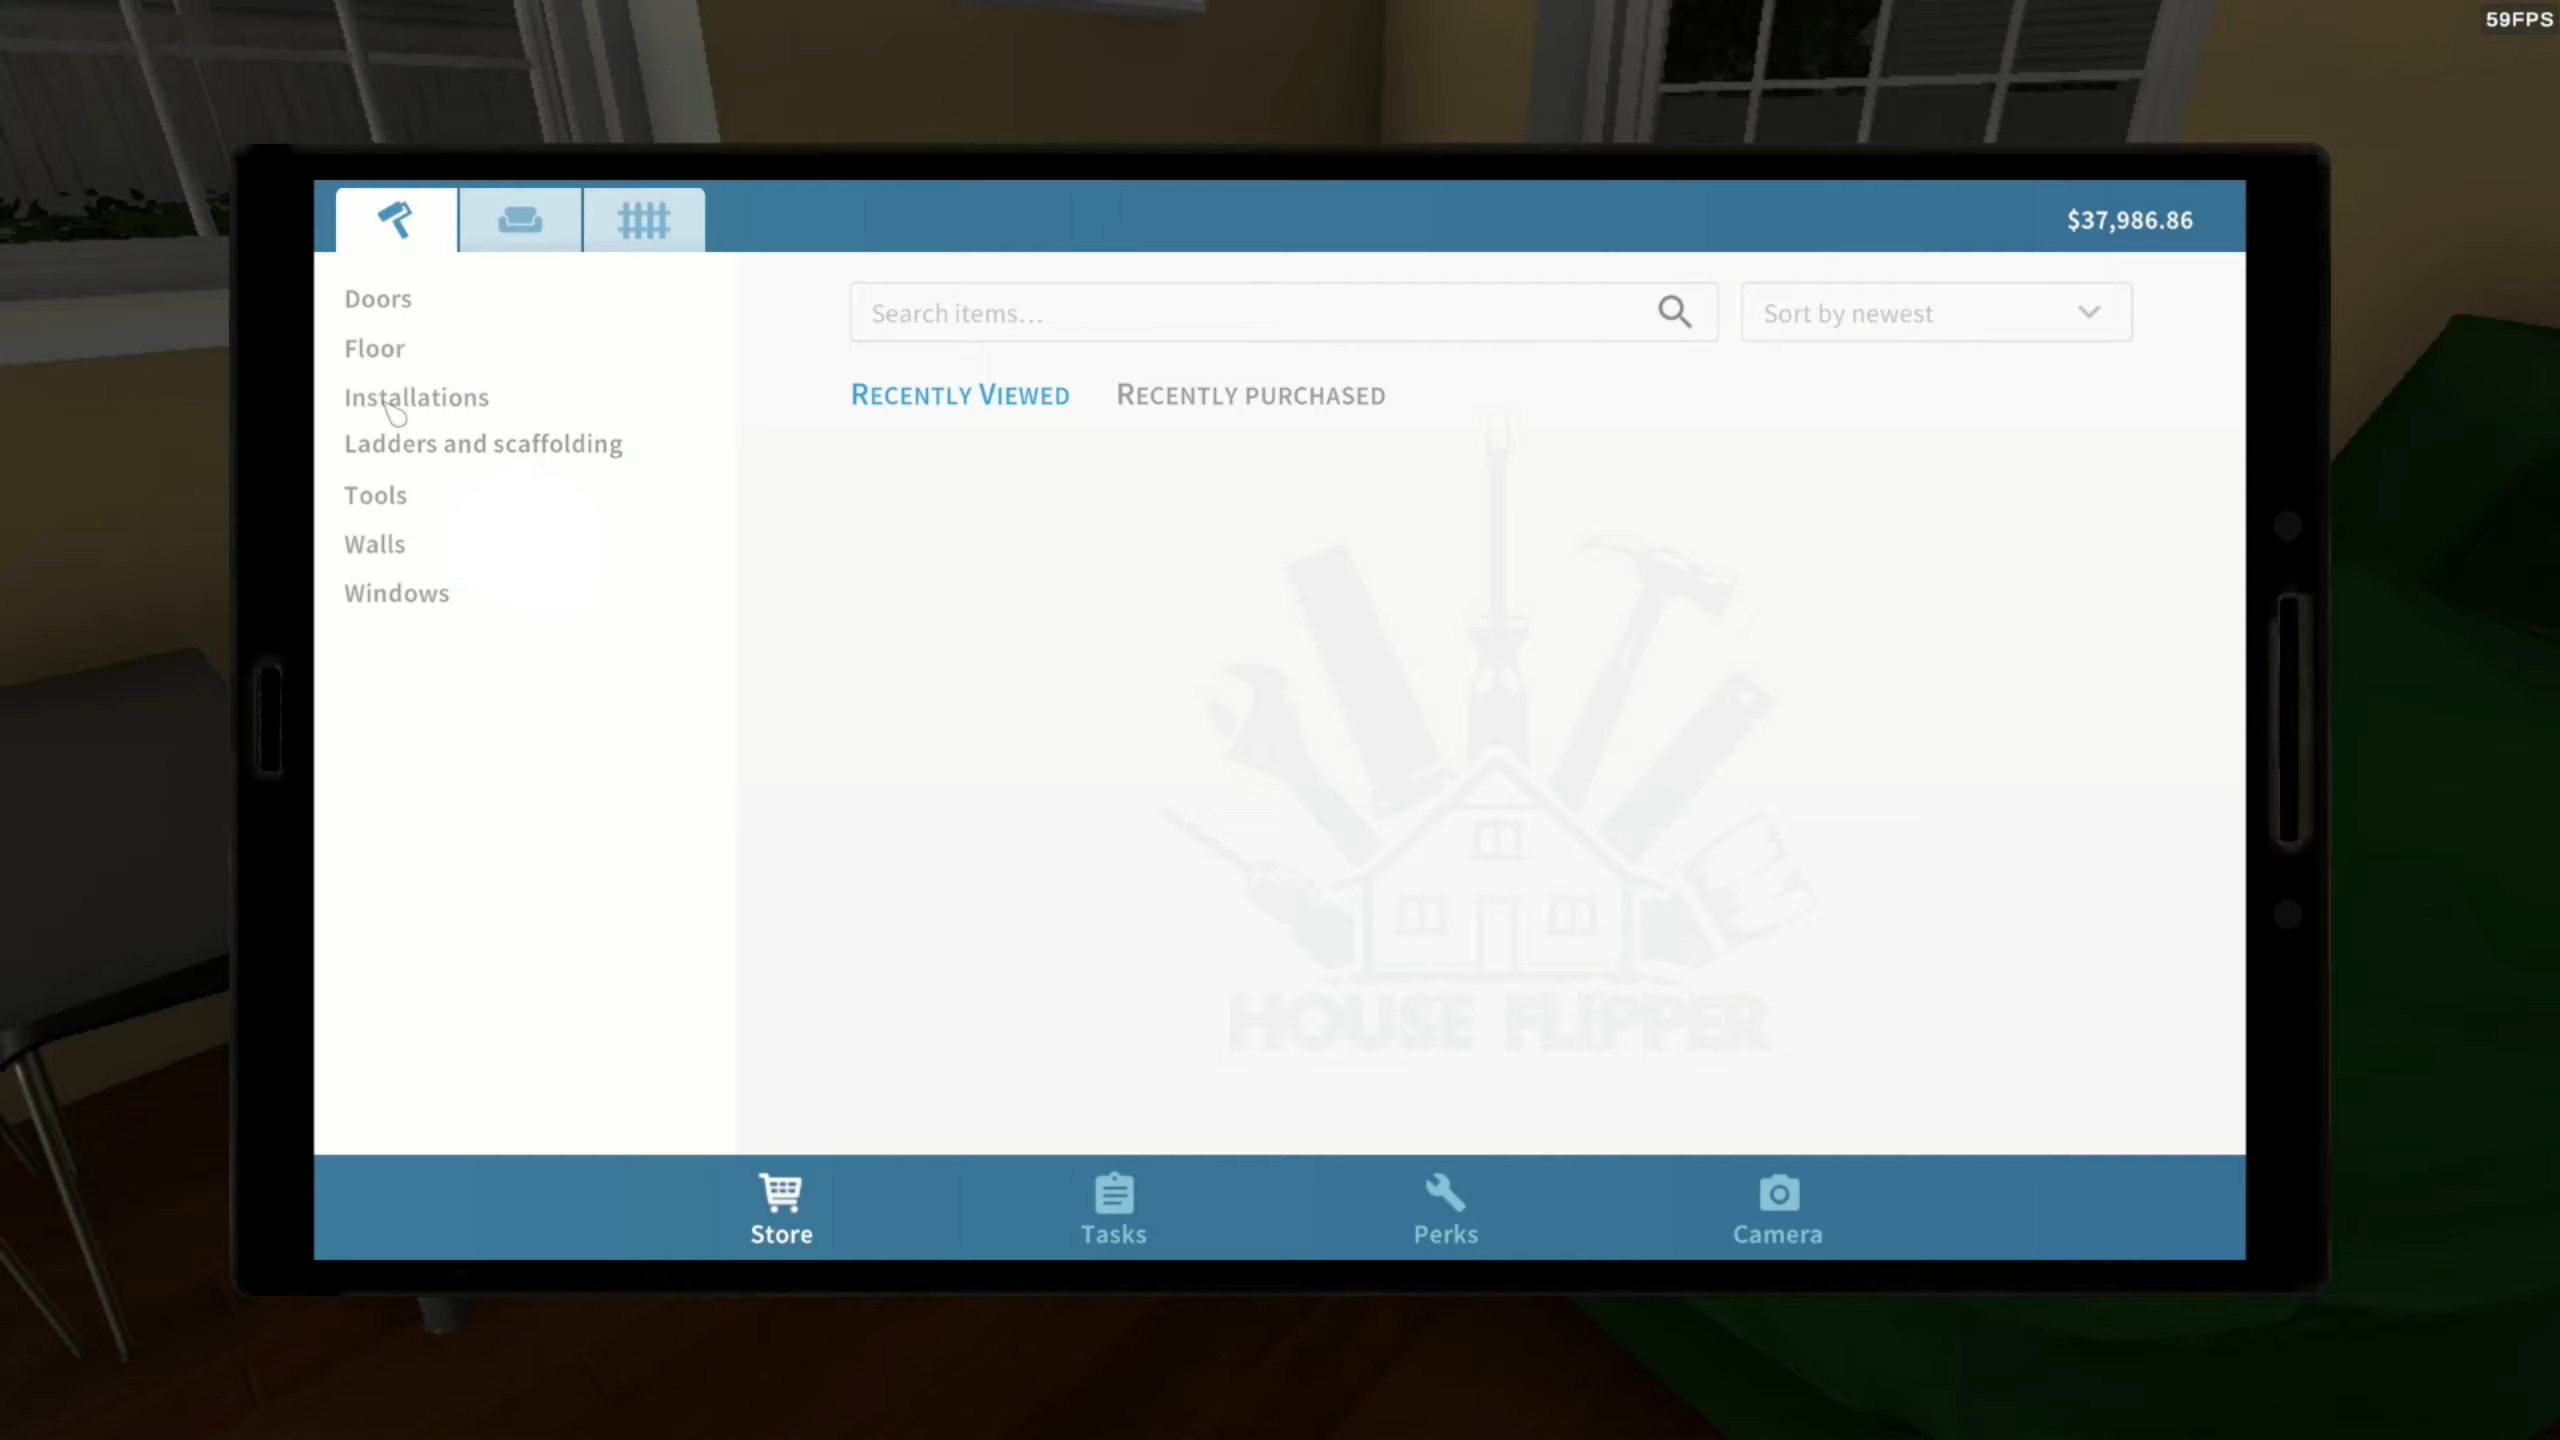 59FPS
$37,986.86
Doors
Floor
Installations
Ladders and scaffolding
Tools
Walls
Windows
Search items...
Sort by newest
RECENTLY VIEWED
RECENTLY PURCHASED
HOUSE FLIPPER
Store
Tasks
Perks
Camera